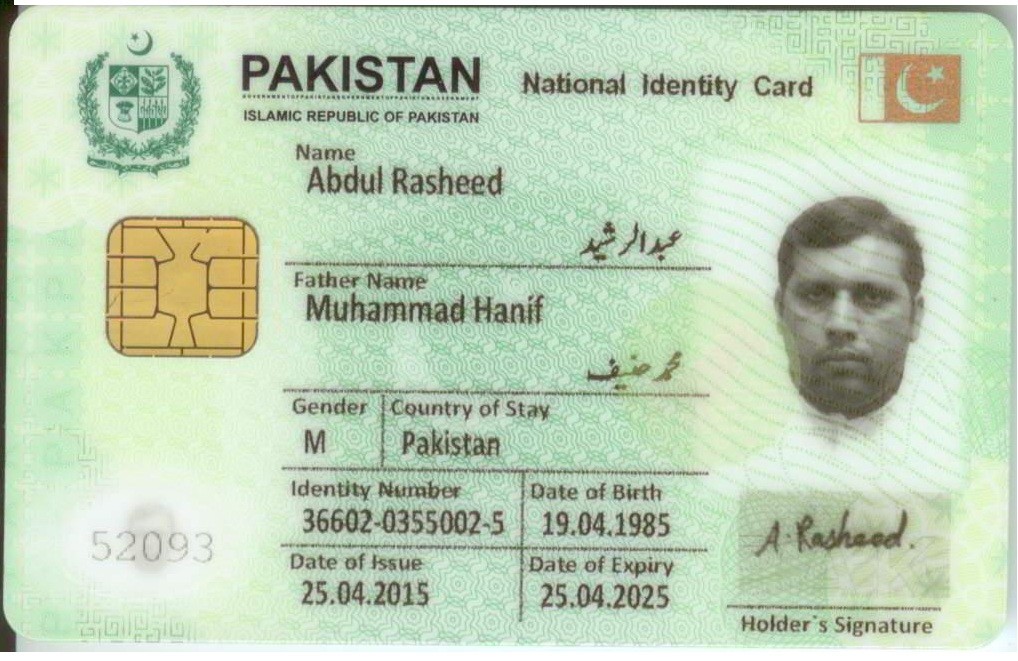 PAKISTAN National Identity Card
ISLAMIC REPUBLIC OF PAKISTAN
Name
Abdul Rasheed
عبدالرشید
Father Name
Muhammad Hanif
محمد حنیف
Gender Country of Stay
M Pakistan
Identity Number Date of Birth
36602-0355002-5 19.04.1985
Date of Issue Date of Expiry
25.04.2015 25.04.2025
52093
A. Rasheed.
Holder's Signature